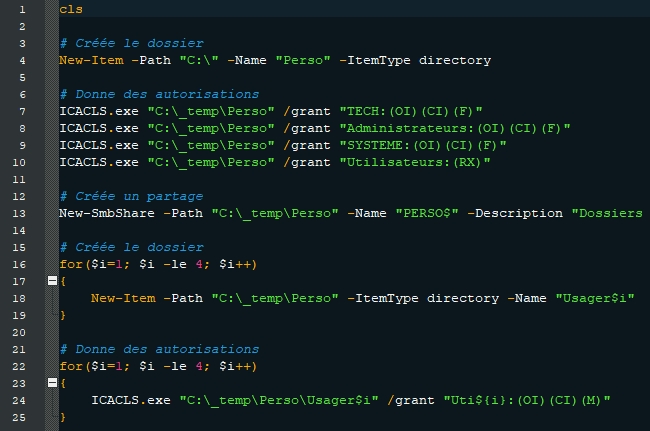 1 cls
2
3 # Créée le dossier
4 New-Item -Path "C:\" -Name "Perso" -ItemType directory
5
6 # Donne des autorisations
7 ICACLS.exe "C:\_temp\Perso" /grant "TECH:(OI)(CI)(F)"
8 ICACLS.exe "C:\_temp\Perso" /grant "Administrateurs:(OI)(CI)(F)"
9 ICACLS.exe "C:\_temp\Perso" /grant "SYSTEME:(OI)(CI)(F)"
10 ICACLS.exe "C:\_temp\Perso" /grant "Utilisateurs:(RX)"
11
12 # Créée un partage
13 New-SmbShare -Path "C:\_temp\Perso" -Name "PERSO$" -Description "Dossiers
14
15 # Créée le dossier
16 for($i=1; $i -le 4; $i++)
17 {
18 New-Item -Path "C:\_temp\Perso" -ItemType directory -Name "Usager$i"
19 }
20
21 # Donne des autorisations
22 for($i=1; $i -le 4; $i++)
23 {
24 ICACLS.exe "C:\_temp\Perso\Usager$i" /grant "Uti${i}:(OI)(CI)(M)"
25 }